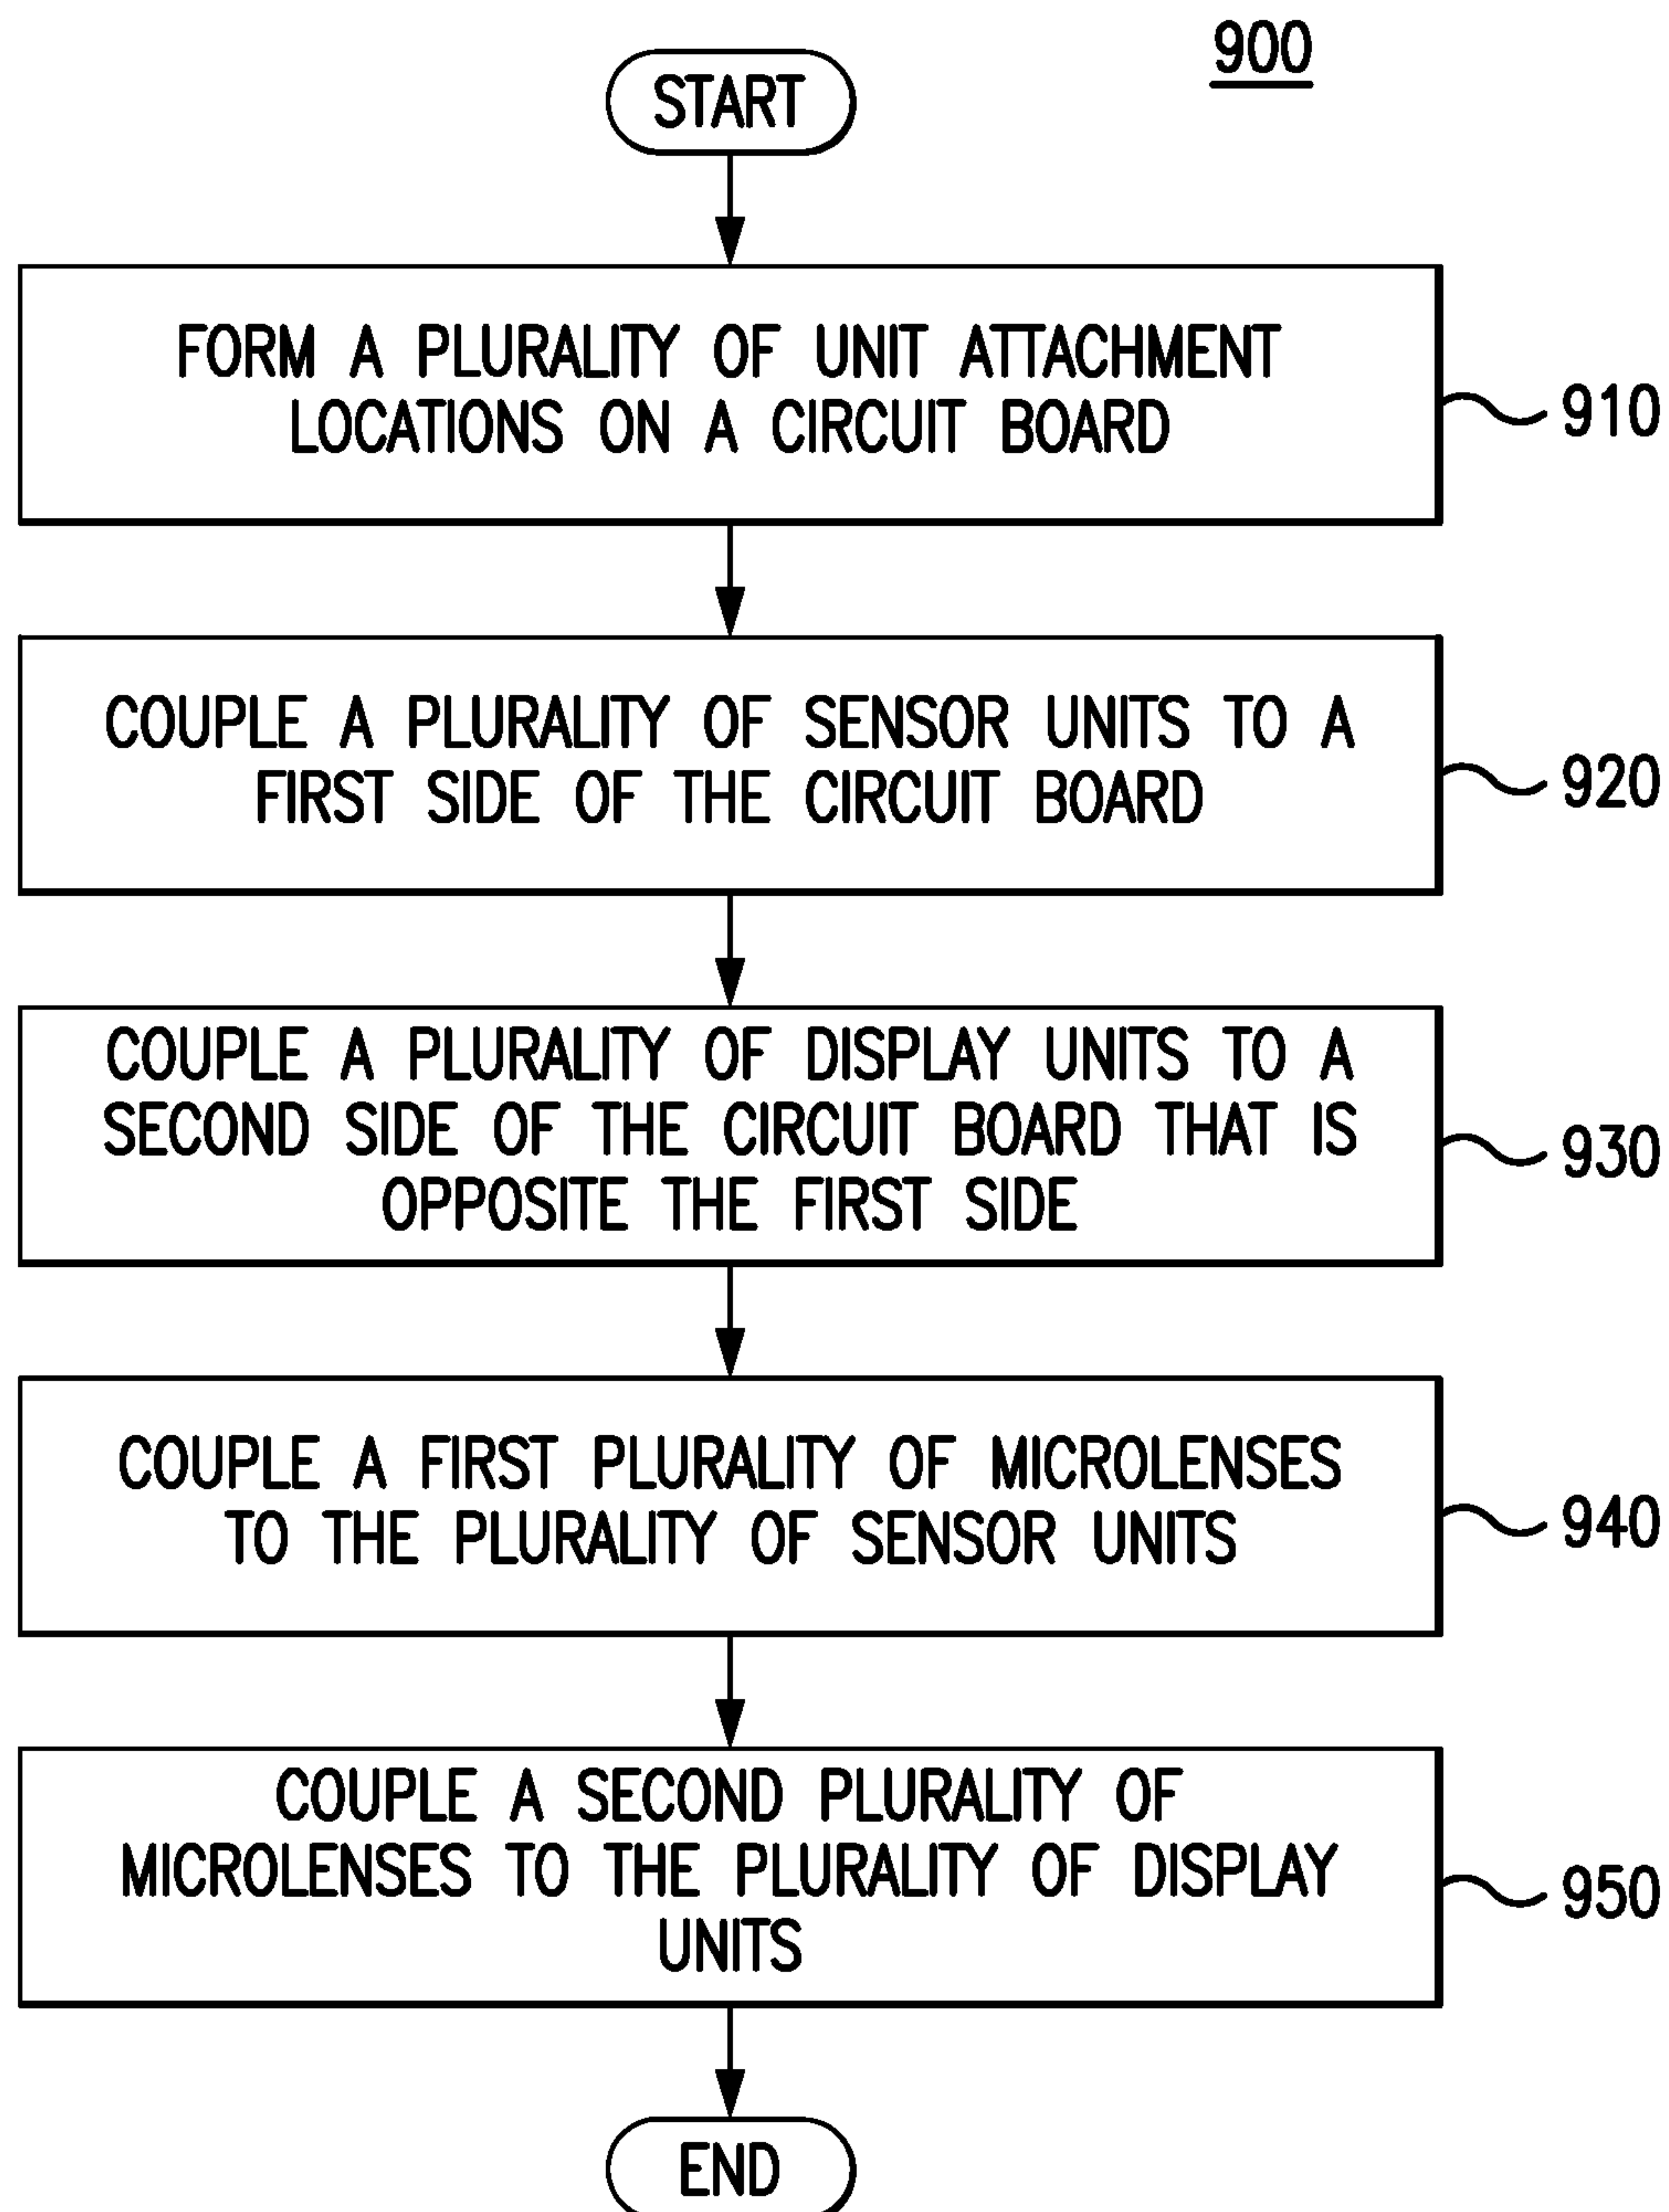 900
START
FORM A PLURALITY OF UNIT ATTACHMENT
LOCATIONS ON A CIRCUIT BOARD
910
COUPLE A PLURALITY OF SENSOR UNITS TO A
FIRST SIDE OF THE CIRCUIT BOARD
920
COUPLE A PLURALITY OF DISPLAY UNITS TO A
SECOND SIDE OF THE CIRCUIT BOARD THAT IS
OPPOSITE THE FIRST SIDE
930
COUPLE A FIRST PLURALITY OF MICROLENSES
TO THE PLURALITY OF SENSOR UNITS
940
COUPLE A SECOND PLURALITY OF
MICROLENSES TO THE PLURALITY OF DISPLAY
UNITS
950
END